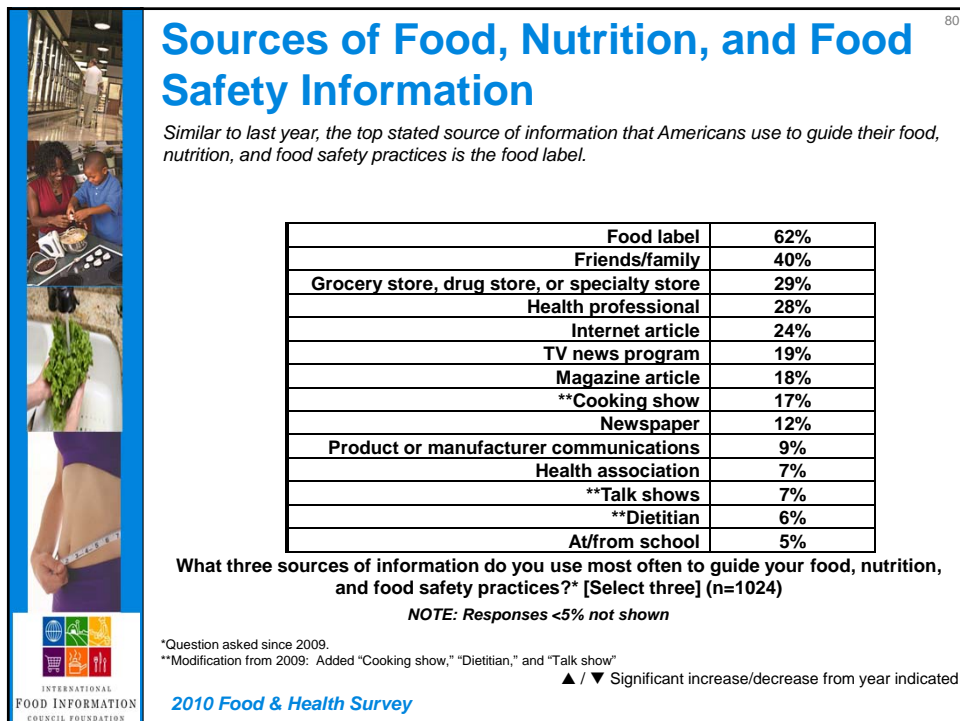 80
Sources of Food, Nutrition, and Food
Safety Information
Similar to last year, the top stated source of information that Americans use to guide their food,
nutrition, and food safety practices is the food label.
Food label 62%
Friends/family 40%
Grocery store, drug store, or specialty store 29%
Health professional 28%
Internet article 24%
TV news program 19%
Magazine article 18%
**Cooking show 17%
Newspaper 12%
Product or manufacturer communications 9%
Health association 7%
**Talk shows 7%
**Dietitian 6%
At/from school 5%
What three sources of information do you use most often to guide your food, nutrition,
and food safety practices?* [Select three] (n=1024)
NOTE: Responses <5% not shown
*Question asked since 2009.
**Modification from 2009: Added “Cooking show,” “Dietitian,” and “Talk show”
▲ / ▼ Significant increase/decrease from year indicated
INTERNATIONAL
FOOD INFORMATION
COUNCIL FOUNDATION
2010 Food & Health Survey